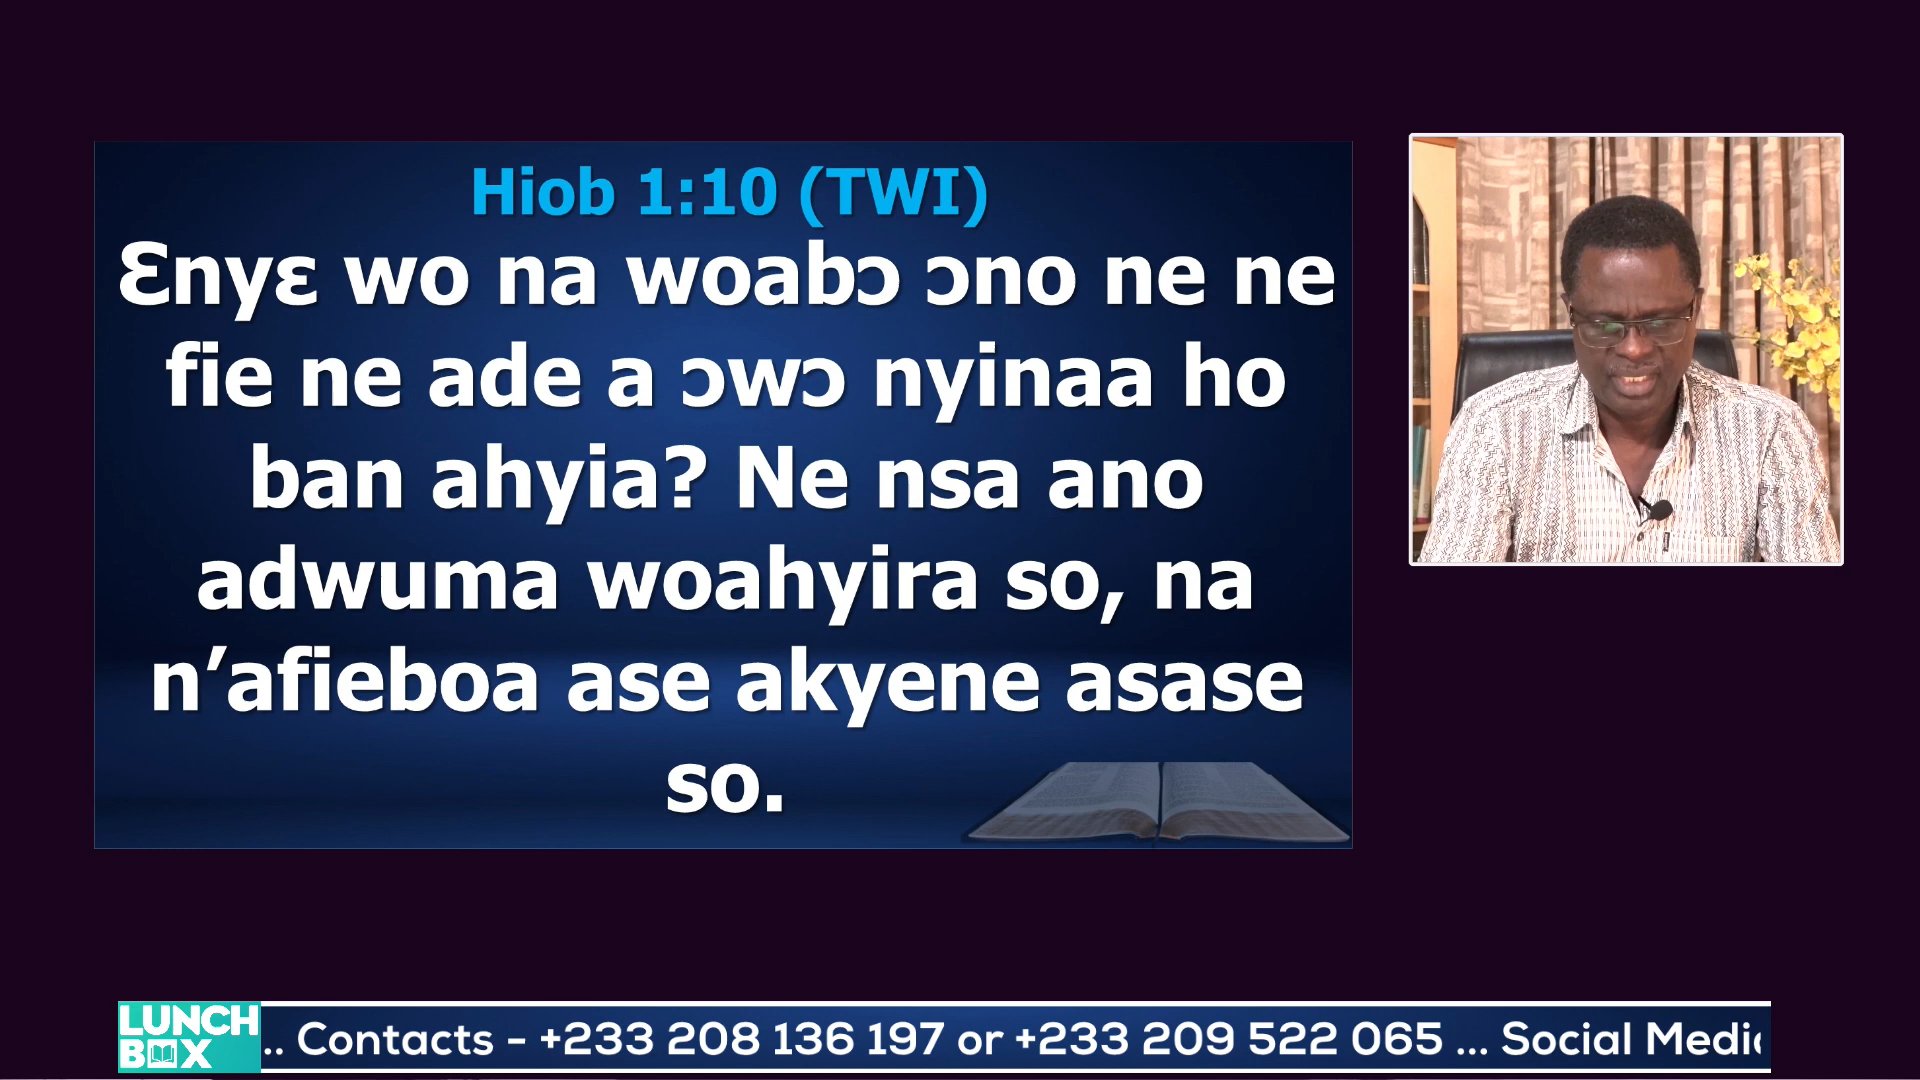 Hiob 1:10 (TWI)
Ɛnyɛ wo na woabɔ ɔno ne ne
fie ne ade a ɔwɔ nyinaa ho
ban ahyia? Ne nsa ano
adwuma woahyira so, na
n’afieboa ase akyene asase
so.
LUNCH
BOX
.. Contacts - +233 208 136 197 or +233 209 522 065 ... Social Media